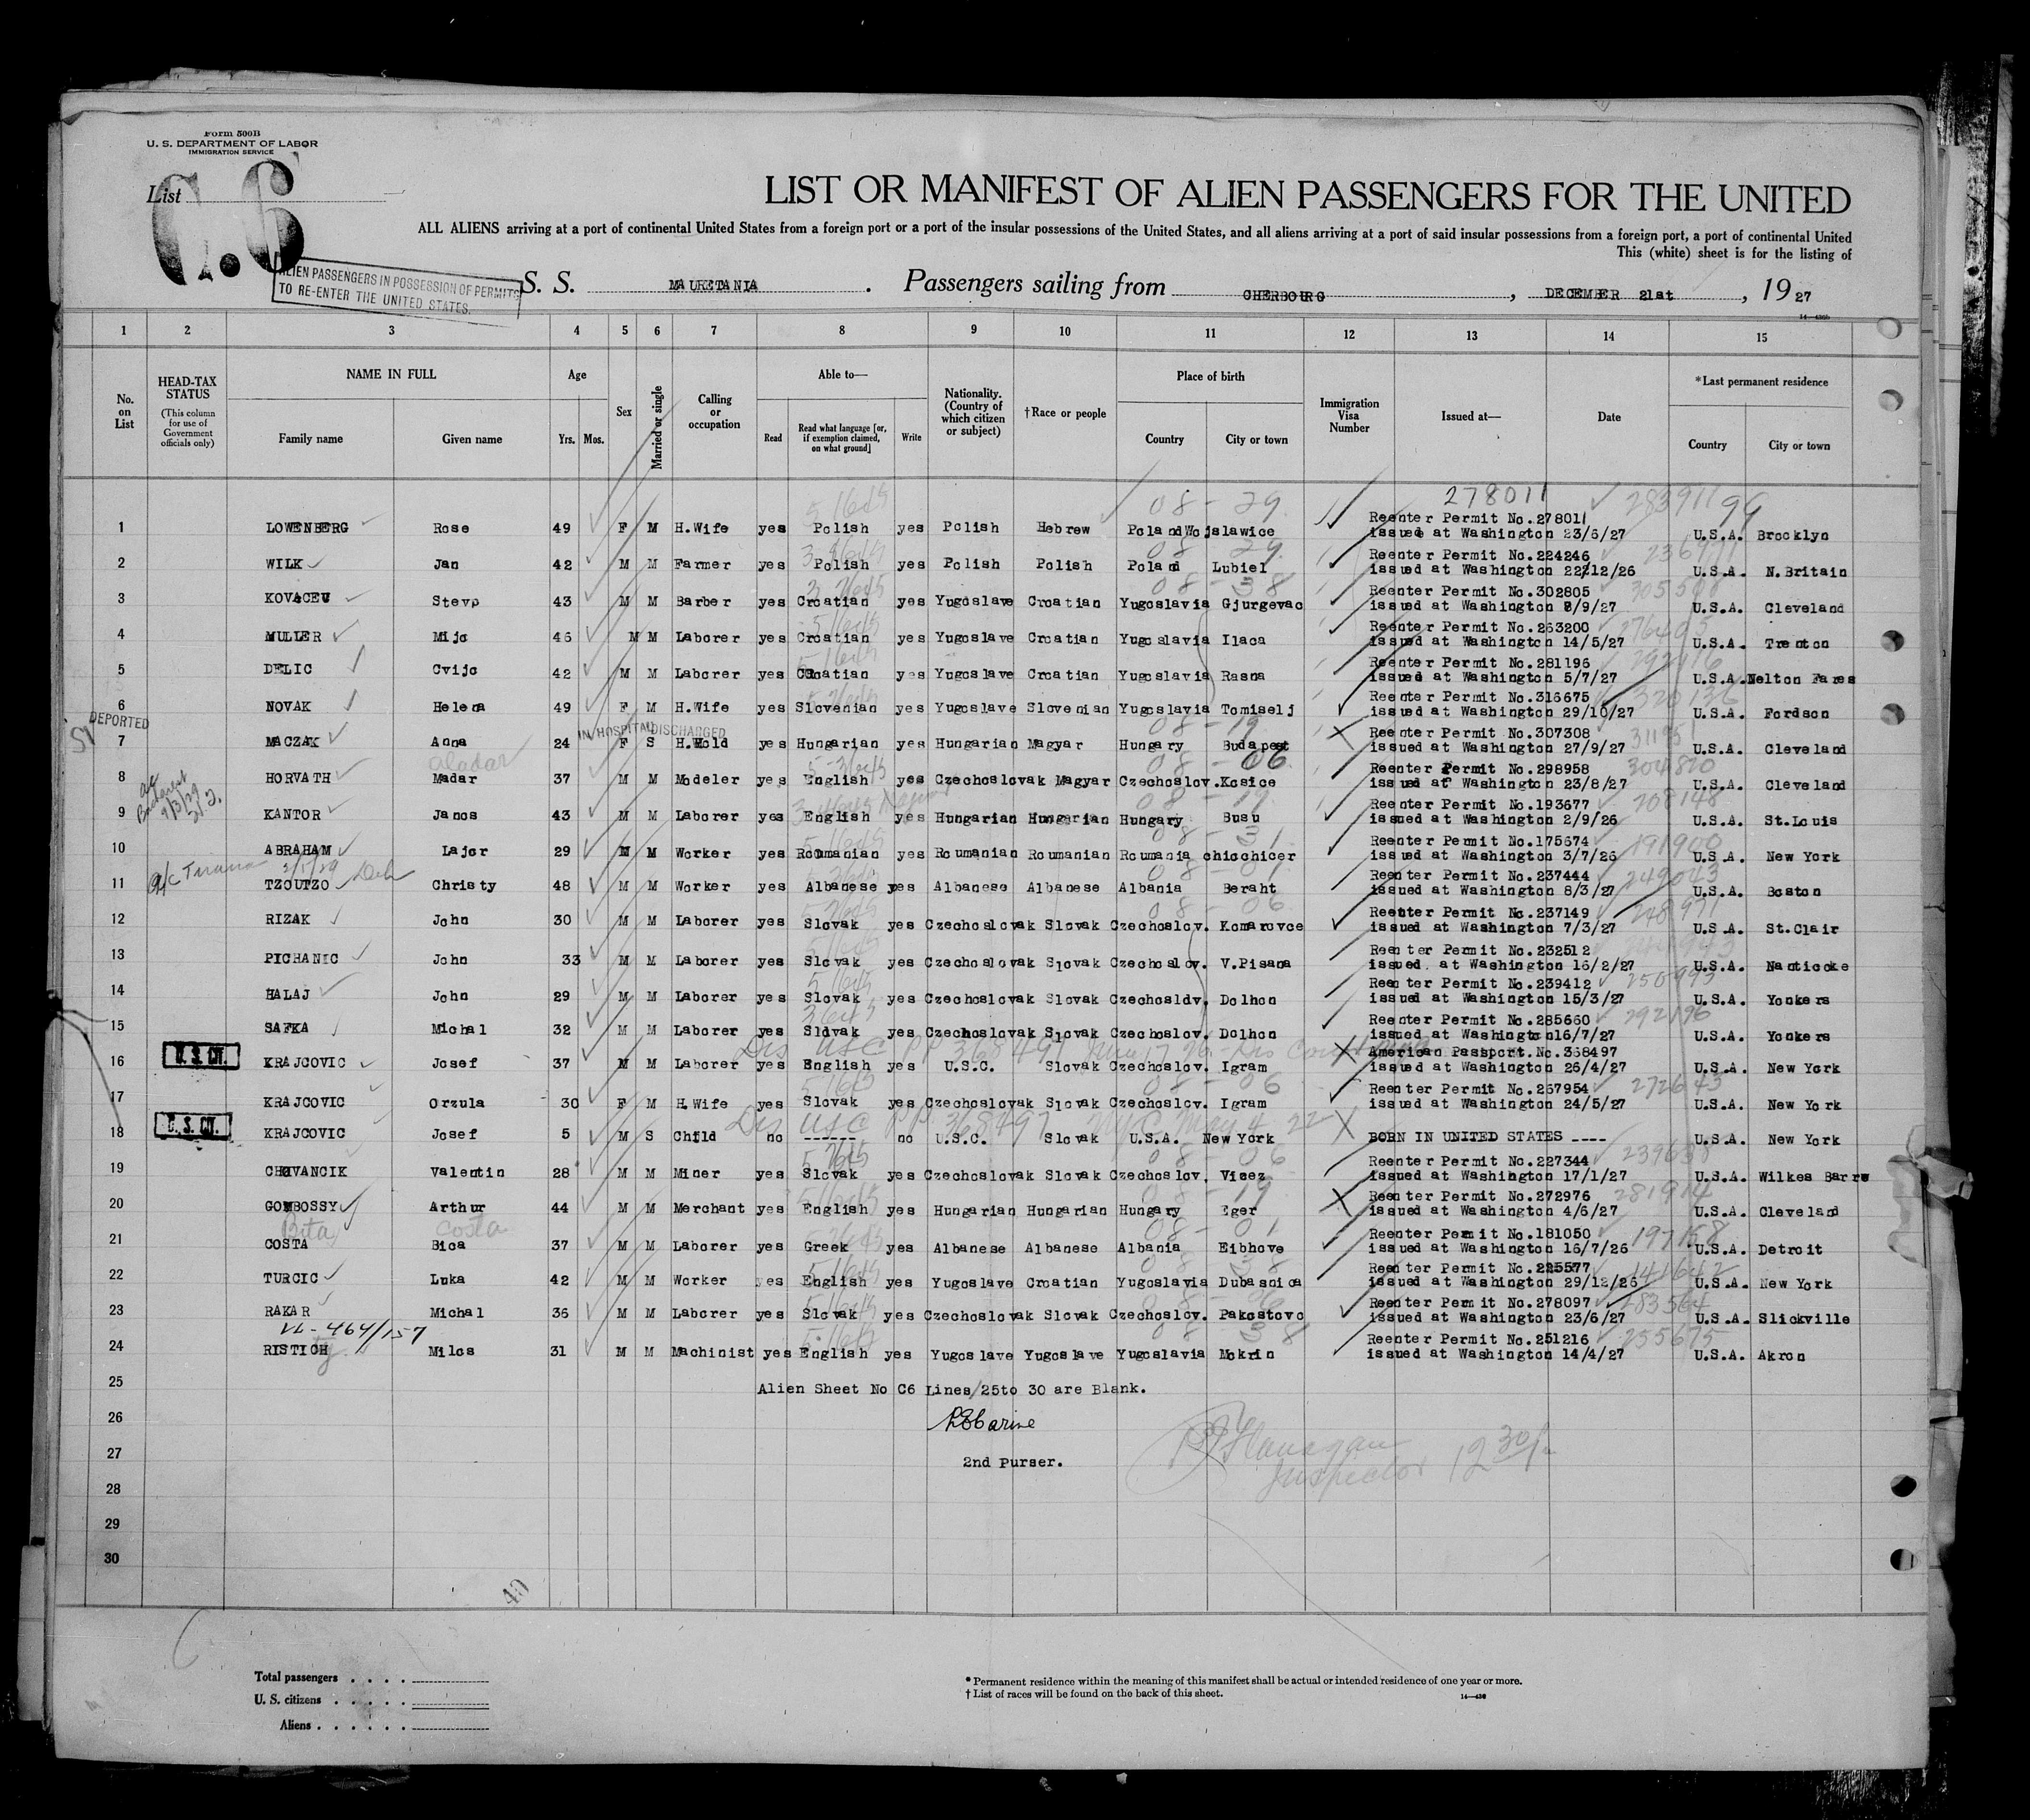 Form 500B
U. S. DEPARTMENT OF LABOR
IMMIGRATION SERVICE
List
C.6
LIST OR MANIFEST OF ALIEN PASSENGERS FOR THE UNITED
ALL ALIENS arriving at a port of continental United States from a foreign port or a port of the insular possessions of the United States, and all aliens arriving at a port of said insular possessions from a foreign port, a port of continental United
This (white) sheet is for the listing of
ALIEN PASSENGERS IN POSSESSION OF PERMITS
TO RE-ENTER THE UNITED STATES.
S. S. MAURETANIA. Passengers sailing from CHERBOURG, DECEMBER 21st, 19 27
1 2 3 4 5 6 7 8 9 10 11 12 13 14 15
No. on List
HEAD-TAX STATUS (This column for use of Government officials only)
NAME IN FULL Family name Given name
Age Yrs. Mos.
Sex
Married or single
Calling or occupation
Able to— Read Read what language [or, if exemption claimed, on what ground] Write
Nationality. (Country of which citizen or subject)
†Race or people
Place of birth Country City or town
Immigration Visa Number
Issued at—
Date
*Last permanent residence Country City or town
278011
1 LOWENBERG Rose 49 F M H.Wife yes Polish yes Polish Hebrew Poland Wojslawice Reenter Permit No.278011 issued at Washington 23/6/27 U.S.A. Brooklyn
2 WILK Jan 42 M M Farmer yes Polish yes Polish Polish Poland Lubiel Reenter Permit No.224246 issued at Washington 22/12/26 U.S.A. N.Britain
3 KOVACEV Stevo 43 M M Barber yes Croatian yes Yugoslave Croatian Yugoslavia Gjurgevac Reenter Permit No.302805 issued at Washington 8/9/27 U.S.A. Cleveland
4 MULLER Mijo 46 M M Laborer yes Croatian yes Yugoslave Croatian Yugoslavia Ilaca Reenter Permit No.263200 issued at Washington 14/5/27 U.S.A. Trenton
5 DELIC Cvijo 42 M M Laborer yes Croatian yes Yugoslave Croatian Yugoslavia Rasna Reenter Permit No.281196 issued at Washington 5/7/27 U.S.A. Nelton Fares
6 NOVAK Helena 49 F M H.Wife yes Slovenian yes Yugoslave Slovenian Yugoslavia Tomiselj Reenter Permit No.316675 issued at Washington 29/10/27 U.S.A. Fordson
DEPORTED IN HOSPITAL DISCHARGED
7 MACZAK Anna 24 F S H.Hold yes Hungarian yes Hungarian Magyar Hungary Budapest Reenter Permit No.307308 issued at Washington 27/9/27 U.S.A. Cleveland
Aladar
8 HORVATH Madar 37 M M Modeler yes English yes Czechoslovak Magyar Czechoslov. Kosice Reenter Permit No.298958 issued at Washington 23/8/27 U.S.A. Cleveland
9 KANTOR Janos 43 M M Laborer yes English yes Hungarian Hungarian Hungary Busu Reenter Permit No.193677 issued at Washington 2/9/26 U.S.A. St.Louis
10 ABRAHAM Lajor 29 M M Worker yes Roumanian yes Roumanian Roumanian Roumania chicchicer Reenter Permit No.175674 issued at Washington 3/7/26 U.S.A. New York
11 TZOUTZO Christy 48 M M Worker yes Albanese yes Albanese Albanese Albania Beraht Reenter Permit No.237444 issued at Washington 8/3/27 U.S.A. Boston
12 RIZAK John 30 M M Laborer yes Slovak yes Czechoslovak Slovak Czechoslov. Komarovce Reenter Permit No.237149 issued at Washington 7/3/27 U.S.A. St.Clair
13 PICHANIC John 33 M M Laborer yes Slovak yes Czechoslovak Slovak Czechoslov. V.Pisana Reenter Permit No.232512 issued at Washington 16/2/27 U.S.A. Nanticoke
14 HALAJ John 29 M M Laborer yes Slovak yes Czechoslovak Slovak Czechoslov. Dolhon Reenter Permit No.239412 issued at Washington 15/3/27 U.S.A. Yonkers
15 SAFKA Michal 32 M M Laborer yes Slovak yes Czechoslovak Slovak Czechoslov. Dolhon Reenter Permit No.285660 issued at Washington 16/7/27 U.S.A. Yonkers
16 U.S. CIT. KRAJCOVIC Josef 37 M M Laborer yes English yes U.S.C. Slovak Czechoslov. Igram American Passport.No.368497 issued at Washington 26/4/27 U.S.A. New York
17 KRAJCOVIC Orzula 30 F M H.Wife yes Slovak yes Czechoslovak Slovak Czechoslov. Igram Reenter Permit No.267954 issued at Washington 24/5/27 U.S.A. New York
18 U.S. CIT. KRAJCOVIC Josef 5 M S Child no ------ no U.S.C. Slovak U.S.A. New York BORN IN UNITED STATES ---- U.S.A. New York
19 CHOVANCIK Valentin 28 M M Miner yes Slovak yes Czechoslovak Slovak Czechoslov. Visez Reenter Permit No.227344 issued at Washington 17/1/27 U.S.A. Wilkes Barre
20 GOMBOSSY Arthur 44 M M Merchant yes English yes Hungarian Hungarian Hungary Eger Reenter Permit No.272976 issued at Washington 4/6/27 U.S.A. Cleveland
Costa
21 COSTA Bica 37 M M Laborer yes Greek yes Albanese Albanese Albania Eibhove Reenter Permit No.181050 issued at Washington 16/7/26 U.S.A. Detroit
22 TURCIC Luka 42 M M Worker yes English yes Yugoslave Croatian Yugoslavia Dubasnica Reenter Permit No.225577 issued at Washington 29/12/26 U.S.A. New York
23 RAKAR Michal 36 M M Laborer yes Slovak yes Czechoslovak Slovak Czechoslov. Pakostovo Reenter Permit No.278097 issued at Washington 23/6/27 U.S.A. Slickville
24 RISTICH Milos 31 M M Machinist yes English yes Yugoslave Yugoslave Yugoslavia Mokrin Reenter Permit No.251216 issued at Washington 14/4/27 U.S.A. Akron
25 Alien Sheet No C6 Lines 25to 30 are Blank.
26
27 2nd Purser.
Inspector
28
29
30
40
Total passengers . . . .
U. S. citizens . . . . .
Aliens . . . . . .
* Permanent residence within the meaning of this manifest shall be actual or intended residence of one year or more.
† List of races will be found on the back of this sheet.